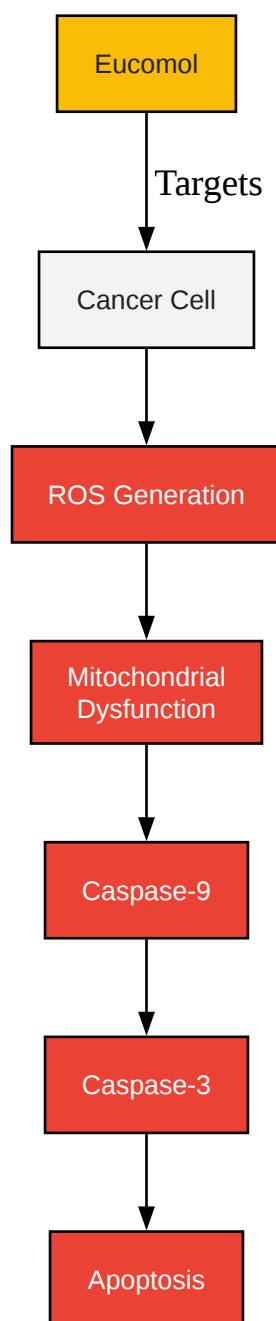 Eucomol
Targets
Cancer Cell
ROS Generation
Mitochondrial
Dysfunction
Caspase-9
Caspase-3
Apoptosis